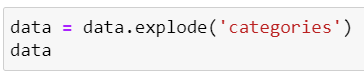 data = data.explode('categories')
data